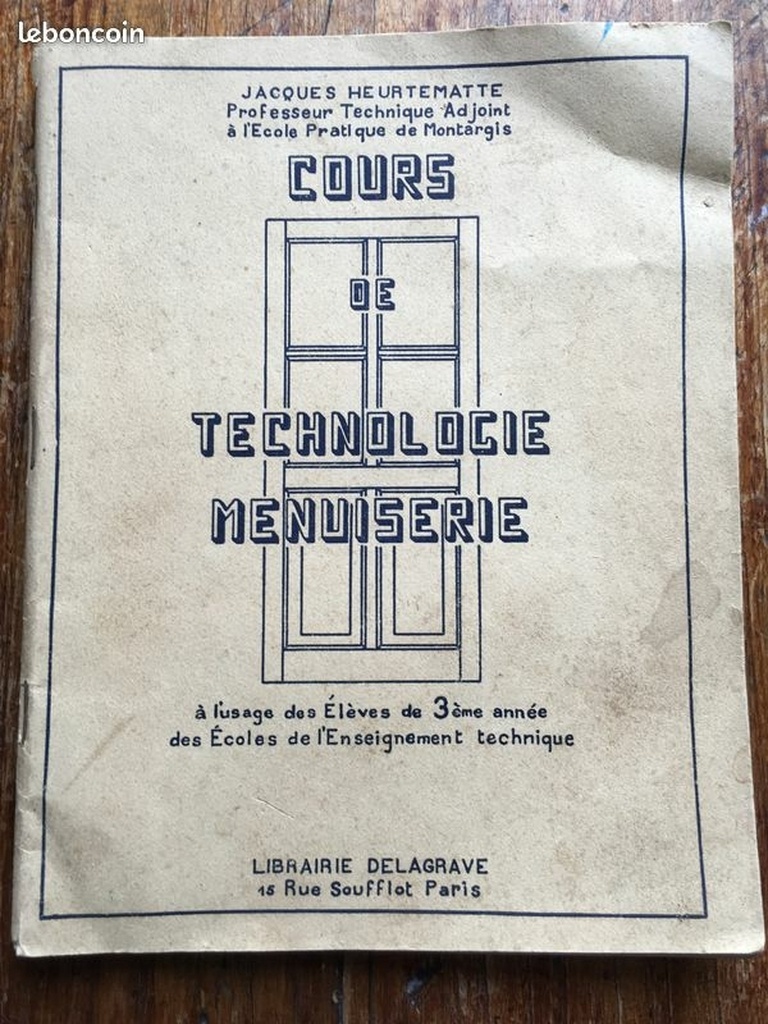 leboncoin
JACQUES HEURTEMATTE
Professeur Technique Adjoint
à l'Ecole Pratique de Montargis
COURS
DE
TECHNOLOGIE
MENUISERIE
à l'usage des Élèves de 3ème année
des Écoles de l'Enseignement technique
LIBRAIRIE DELAGRAVE
15 Rue Soufflot Paris